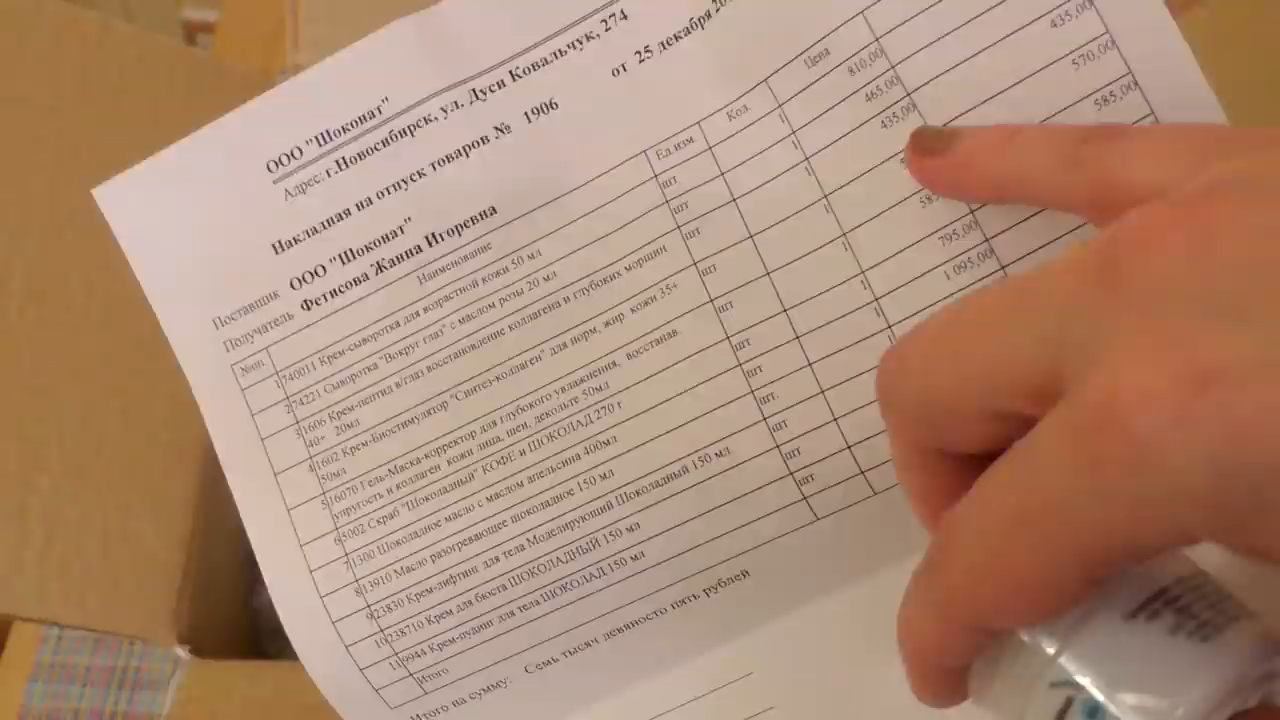 ООО "Шоконат"
Адрес: г.Новосибирск, ул. Дуси Ковальчук, 274
Накладная на отпуск товаров № 1906 от 25 декабря
Поставщик ООО "Шоконат"
Получатель Фетисова Жанна Игоревна
№пп Наименование Ед.изм Кол. Цена
1 740011 Крем-сыворотка для возрастной кожи 50 мл шт 1 810,00
2 74221 Сыворотка "Вокруг глаз" с маслом розы 20 мл шт 1 465,00
3 1606 Крем-пептид в/глаз восстановление коллагена и глубоких морщин шт 1 435,00 435,00
40+ 20мл
4 1602 Крем-Биостимулятор "Синтез-коллаген" для норм, жир. кожи 35+ шт 1 570,00
50мл
5 16070 Гель-Маска-корректор для глубокого увлажнения, восстанав. шт 1 585,00
упругость и коллаген кожи лица, шеи, декольте 50мл
6 5002 Скраб "Шоколадный" КОФЕ и ШОКОЛАД 270 г шт 1 795,00
7 1300 Шоколадное масло с маслом апельсина 400мл шт 1 1 095,00
8 13910 Масло разогревающее шоколадное 150 мл шт.
9 23830 Крем-лифтинг для тела Моделирующий Шоколадный 150 мл шт
10 238710 Крем для бюста ШОКОЛАДНЫЙ 150 мл шт
11 9944 Крем-пудинг для тела ШОКОЛАД 150 мл шт
Итого
Итого на сумму: Семь тысяч девяносто пять рублей